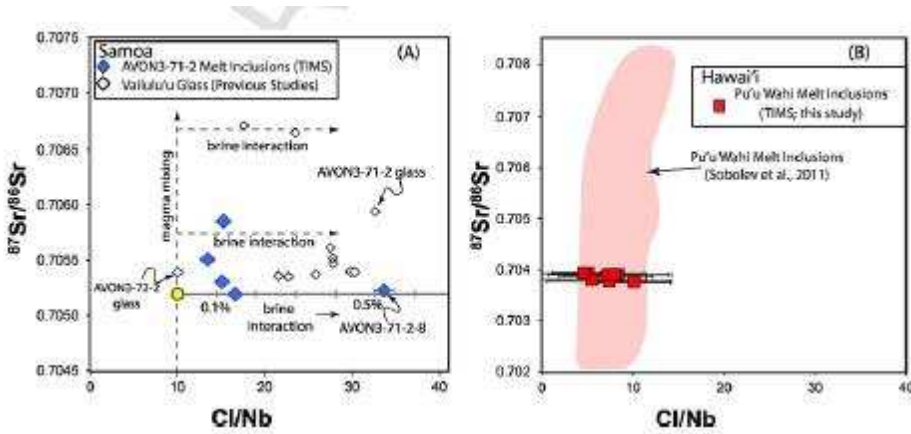 Samoa
AVON3-71-2 Melt Inclusions (TIMS)
Vailulu'u Glass (Previous Studies)
(A)
0.7075
0.7070
0.7065
0.7060
0.7055
0.7050
0.7045
87Sr/86Sr
magma mixing
brine interaction
AVON3-71-2 glass
brine interaction
AVON3-73-2
glass
0.1%
brine
interaction
0.5%
AVON3-71-2-8
0
10
20
30
40
Cl/Nb
(B)
Hawai'i
Pu'u Wahi Melt Inclusions
(TIMS; this study)
Pu'u Wahi Melt Inclusions
(Sobolev et al., 2011)
0.708
0.707
0.706
0.705
0.704
0.703
0.702
87Sr/86Sr
0
10
20
30
40
Cl/Nb